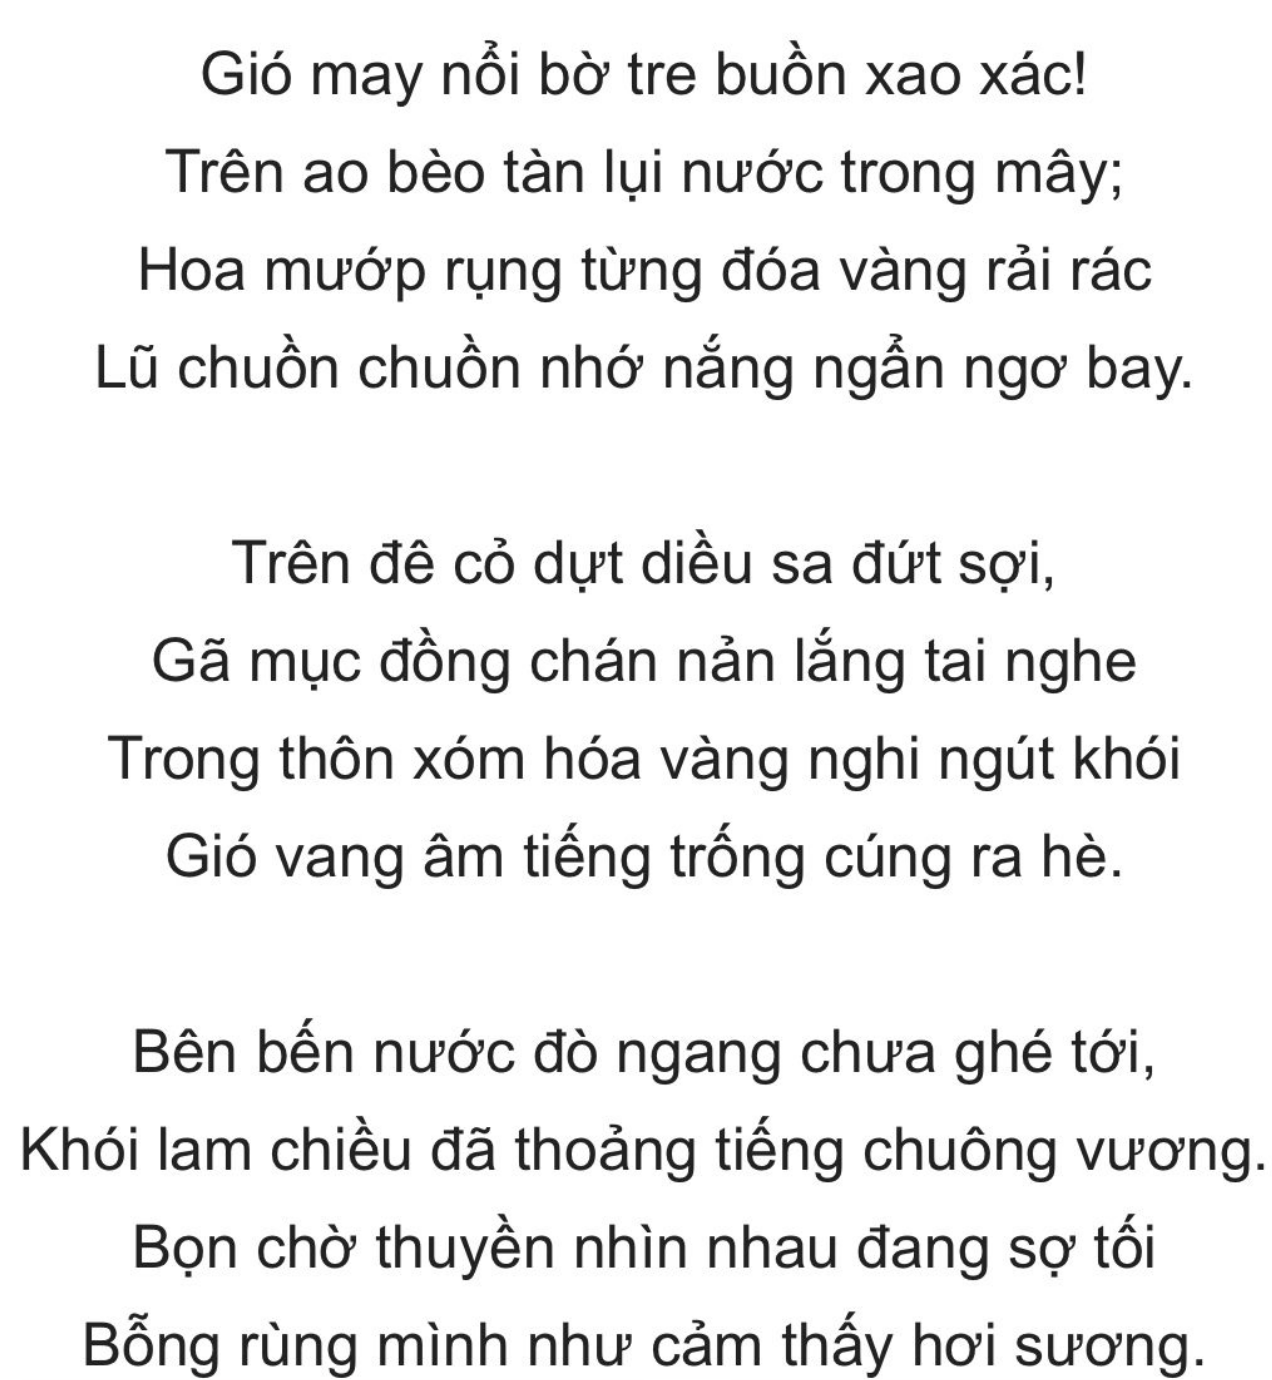 Gió may nổi bờ tre buồn xao xác!
Trên ao bèo tàn lụi nước trong mây;
Hoa mướp rụng từng đóa vàng rải rác
Lũ chuồn chuồn nhớ nắng ngẩn ngơ bay.
Trên đê cỏ dựt diều sa đứt sợi,
Gã mục đồng chán nản lắng tai nghe
Trong thôn xóm hóa vàng nghi ngút khói
Gió vang âm tiếng trống cúng ra hè.
Bên bến nước đò ngang chưa ghé tới,
Khói lam chiều đã thoảng tiếng chuông vương.
Bọn chờ thuyền nhìn nhau đang sợ tối
Bỗng rùng mình như cảm thấy hơi sương.